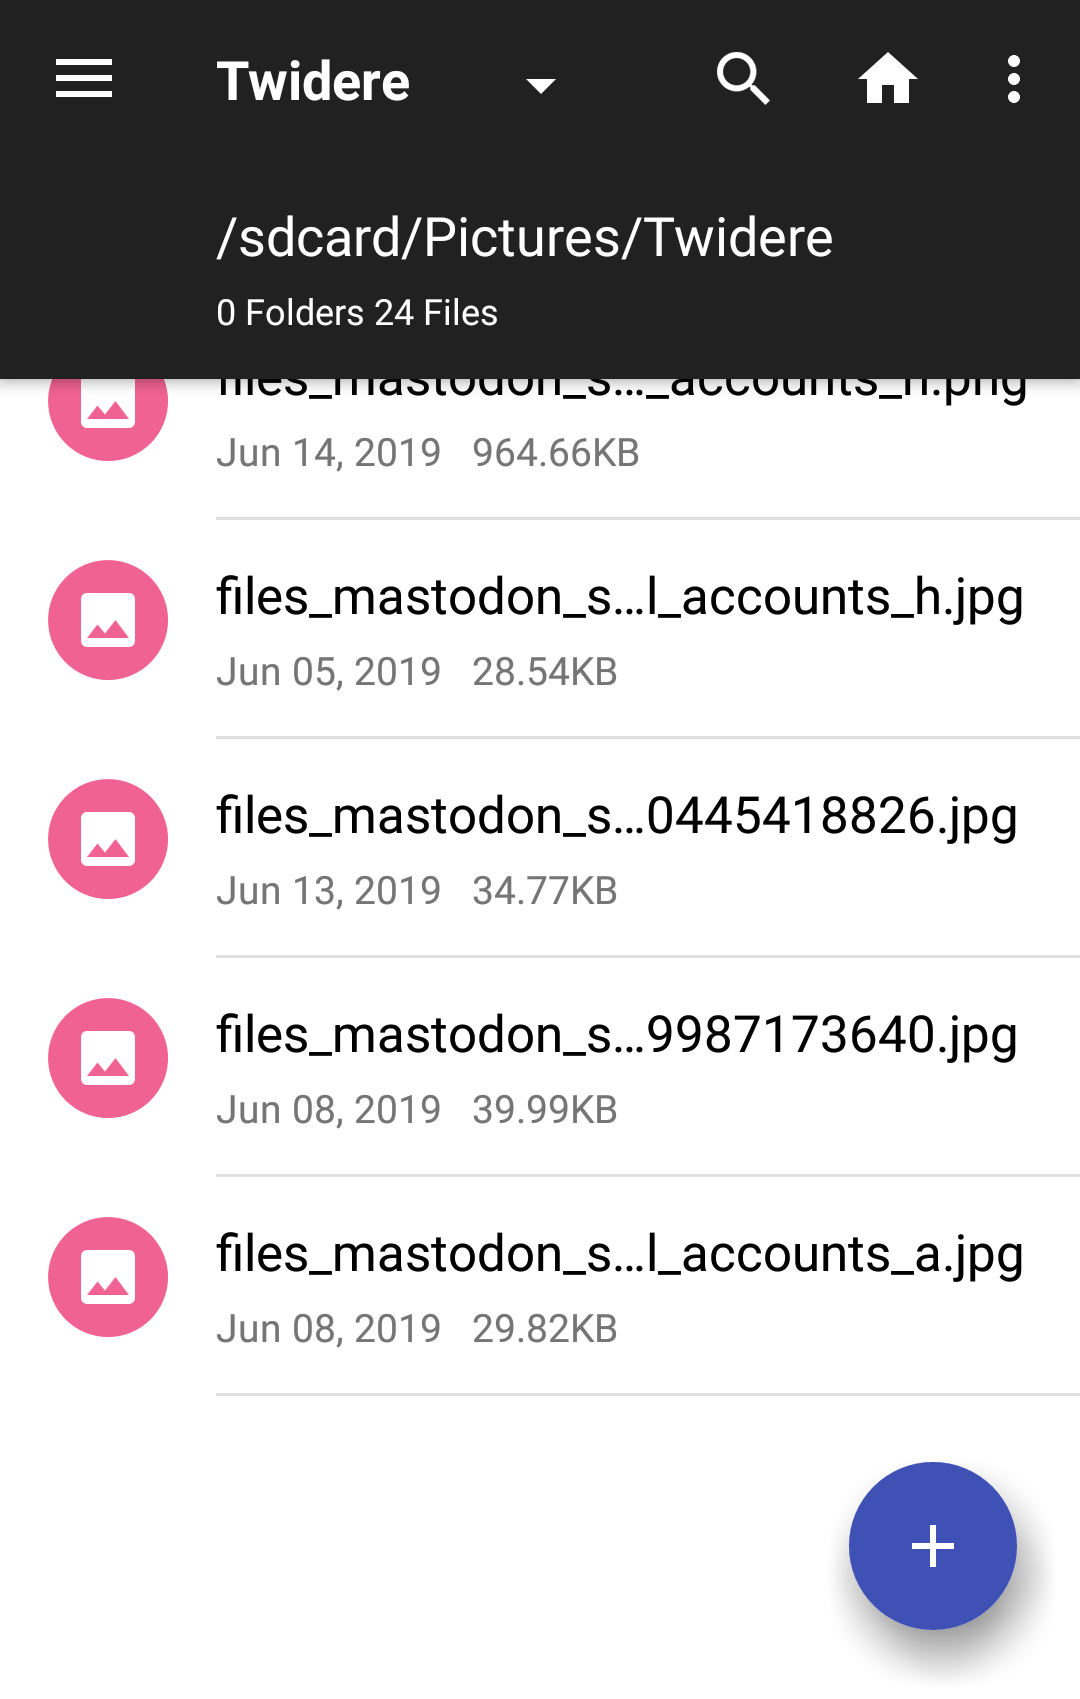 Twidere
/sdcard/Pictures/Twidere
0 Folders 24 Files
files_mastodon_s..._accounts_h.png
Jun 14, 2019 964.66KB
files_mastodon_s...l_accounts_h.jpg
Jun 05, 2019 28.54KB
files_mastodon_s...0445418826.jpg
Jun 13, 2019 34.77KB
files_mastodon_s...9987173640.jpg
Jun 08, 2019 39.99KB
files_mastodon_s...l_accounts_a.jpg
Jun 08, 2019 29.82KB